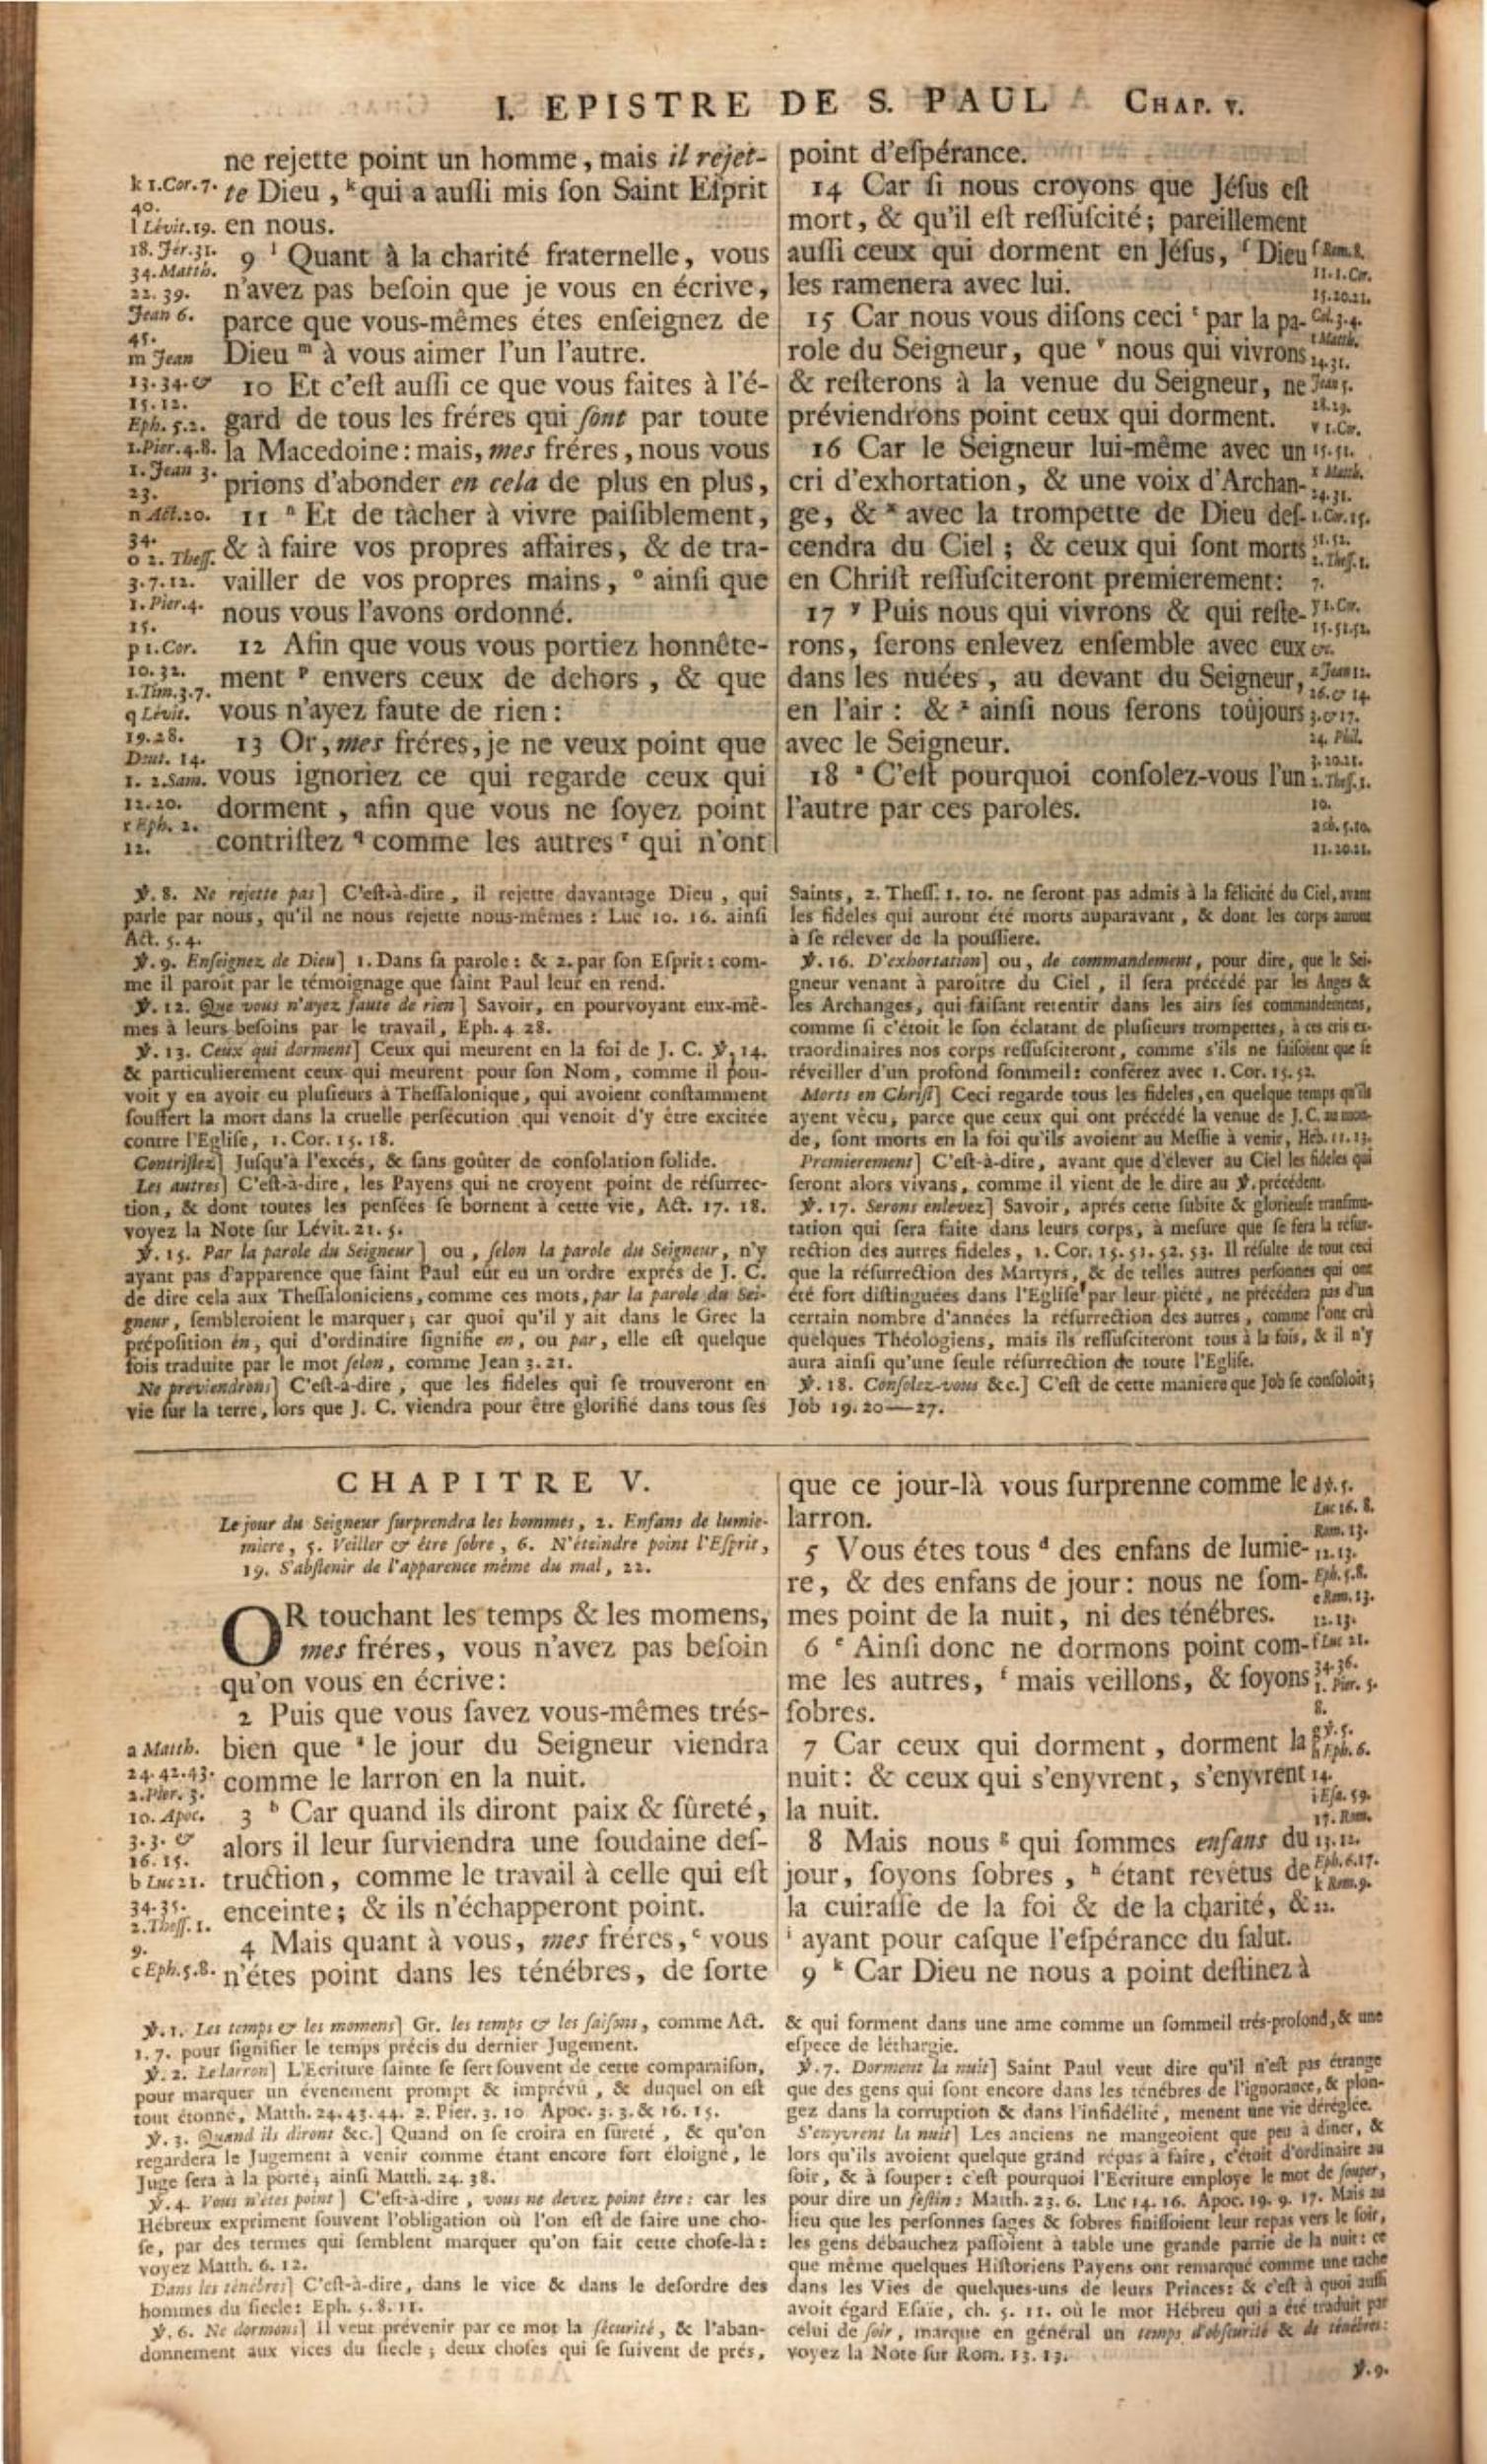 I. EPISTRE DE S. PAUL CHAP. V.
ne rejette point un homme, mais il rejet-
te Dieu, ᵏ qui a auſſi mis ſon Saint Eſprit
en nous.
9 ˡ Quant à la charité fraternelle, vous
n'avez pas beſoin que je vous en écrive,
parce que vous-mêmes étes enſeignez de
Dieu ᵐ à vous aimer l'un l'autre.
10 Et c'eſt auſſi ce que vous faites à l'é-
gard de tous les fréres qui ſont par toute
la Macedoine: mais, mes fréres, nous vous
prions d'abonder en cela de plus en plus,
11 ⁿ Et de tâcher à vivre paiſiblement,
& à faire vos propres affaires, & de tra-
vailler de vos propres mains, ᵒ ainſi que
nous vous l'avons ordonné.
12 Afin que vous vous portiez honnête-
ment ᵖ envers ceux de dehors, & que
vous n'ayez faute de rien:
13 Or, mes fréres, je ne veux point que
vous ignoriez ce qui regarde ceux qui
dorment, afin que vous ne ſoyez point
contriſtez q comme les autres ʳ qui n'ont
k 1.Cor.7.
40.
l Lévit.19.
18. Jér.31.
34. Matth.
22. 39.
Jean 6.
45.
m Jean
13.34.&
15.12.
Eph. 5.2.
1.Pier.4.8.
1. Jean 3.
23.
n Act.20.
34.
o 2. Theſſ.
3.7.12.
1. Pier.4.
15.
p 1.Cor.
10.32.
1.Tim.3.7.
q Lévit.
19.28.
Deut. 14.
1. 2.Sam.
12.20.
r Eph. 2.
12.
point d'eſpérance.
14 Car ſi nous croyons que Jéſus eſt
mort, & qu'il eſt reſſuſcité; pareillement
auſſi ceux qui dorment en Jéſus, ſ Dieu
les ramenera avec lui.
15 Car nous vous diſons ceci ᵗ par la pa-
role du Seigneur, que ᵛ nous qui vivrons
& reſterons à la venue du Seigneur, ne
préviendrons point ceux qui dorment.
16 Car le Seigneur lui-même avec un
cri d'exhortation, & une voix d'Archan-
ge, & ˣ avec la trompette de Dieu deſ-
cendra du Ciel; & ceux qui ſont morts
en Chriſt reſſuſciteront premierement:
17 ʸ Puis nous qui vivrons & qui reſte-
rons, ſerons enlevez enſemble avec eux
dans les nuées, au devant du Seigneur,
en l'air: & ᶻ ainſi nous ſerons toûjours
avec le Seigneur.
18 ᵃ C'eſt pourquoi conſolez-vous l'un
l'autre par ces paroles.
ſ Rom.8.
11.1.Cor.
15.20.21.
Col.3.4.
t Matth.
24.31.
Jean 5.
28.29.
v 1.Cor.
15.51.
x Matth.
24.31.
1.Cor.15.
51.52.
2.Theſ.1.
7.
y 1.Cor.
15.51.52.
&c.
z Jean 12.
26.& 14.
3.& 17.
24. Phil.
3.20.21.
2.Theſ.1.
10.
a ch.5.10.
11.20.21.
℣. 8. Ne rejette pas] C'eſt-à-dire, il rejette davantage Dieu, qui
parle par nous, qu'il ne nous rejette nous-mêmes: Luc 10. 16. ainſi
Act. 5. 4.
℣. 9. Enſeignez de Dieu] 1. Dans ſa parole: & 2. par ſon Eſprit: com-
me il paroît par le témoignage que ſaint Paul leur en rend.
℣. 12. Que vous n'ayez faute de rien] Savoir, en pourvoyant eux-mê-
mes à leurs beſoins par le travail, Eph. 4. 28.
℣. 13. Ceux qui dorment] Ceux qui meurent en la foi de J. C. ℣. 14.
& particulierement ceux qui meurent pour ſon Nom, comme il pou-
voit y en avoir eu pluſieurs à Theſſalonique, qui avoient conſtamment
ſouffert la mort dans la cruelle perſécution qui venoit d'y être excitée
contre l'Egliſe, 1. Cor. 15. 18.
Contriſtez] Juſqu'à l'excés, & ſans goûter de conſolation ſolide.
Les autres] C'eſt-à-dire, les Payens qui ne croyent point de réſurrec-
tion, & dont toutes les penſées ſe bornent à cette vie, Act. 17. 18.
voyez la Note ſur Lévit. 21. 5.
℣. 15. Par la parole du Seigneur] ou, ſelon la parole du Seigneur, n'y
ayant pas d'apparence que ſaint Paul eût eu un ordre exprés de J. C.
de dire cela aux Theſſaloniciens, comme ces mots, par la parole du Sei-
gneur, ſembleroient le marquer; car quoi qu'il y ait dans le Grec la
prépoſition èn, qui d'ordinaire ſignifie en, ou par, elle eſt quelque
fois traduite par le mot ſelon, comme Jean 3. 21.
Ne préviendrons] C'eſt-à-dire, que les fideles qui ſe trouveront en
vie ſur la terre, lors que J. C. viendra pour être glorifié dans tous ſes
Saints, 2. Theſſ. 1. 10. ne ſeront pas admis à la félicité du Ciel, avant
les fideles qui auront été morts auparavant, & dont les corps auront
à ſe rélever de la pouſſiere.
℣. 16. D'exhortation] ou, de commandement, pour dire, que le Sei-
gneur venant à paroître du Ciel, il ſera précédé par les Anges &
les Archanges, qui faiſant retentir dans les airs ſes commandemens,
comme ſi c'étoit le ſon éclatant de pluſieurs trompettes, à ces cris ex-
traordinaires nos corps reſſuſciteront, comme s'ils ne faiſoient que ſe
réveiller d'un profond ſommeil: conférez avec 1. Cor. 15. 52.
Morts en Chriſt] Ceci regarde tous les fideles, en quelque temps qu'ils
ayent vêcu, parce que ceux qui ont précédé la venue de J. C. au mon-
de, ſont morts en la foi qu'ils avoient au Meſſie à venir, Héb. 11. 13.
Premierement] C'eſt-à-dire, avant que d'élever au Ciel les fideles qui
ſeront alors vivans, comme il vient de le dire au ℣. précédent.
℣. 17. Serons enlevez] Savoir, aprés cette ſubite & glorieuſe tranſmu-
tation qui ſera faite dans leurs corps, à meſure que ſe fera la réſur-
rection des autres fideles, 1. Cor. 15. 51. 52. 53. Il réſulte de tout ceci
que la réſurrection des Martyrs, & de telles autres perſonnes qui ont
été fort diſtinguées dans l'Egliſe par leur piété, ne précédera pas d'un
certain nombre d'années la réſurrection des autres, comme l'ont crû
quelques Théologiens, mais ils reſſuſciteront tous à la fois, & il n'y
aura ainſi qu'une ſeule réſurrection de toute l'Egliſe.
℣. 18. Conſolez-vous &c.] C'eſt de cette maniere que Job ſe conſoloit;
Job 19. 20—27.
CHAPITRE V.
Le jour du Seigneur ſurprendra les hommes, 2. Enfans de lumie-
miere, 5. Veiller & être ſobre, 6. N'éteindre point l'Eſprit,
19. S'abſtenir de l'apparence même du mal, 22.
OR touchant les temps & les momens,
mes fréres, vous n'avez pas beſoin
qu'on vous en écrive:
2 Puis que vous ſavez vous-mêmes trés-
bien que ᵃ le jour du Seigneur viendra
comme le larron en la nuit.
3 ᵇ Car quand ils diront paix & ſûreté,
alors il leur ſurviendra une ſoudaine deſ-
truction, comme le travail à celle qui eſt
enceinte; & ils n'échapperont point.
4 Mais quant à vous, mes fréres, ᶜ vous
n'étes point dans les ténébres, de ſorte
a Matth.
24.42.43.
2.Pier. 3.
10. Apoc.
3.3. &
16.15.
b Luc 21.
34.35.
2.Theſſ.1.
9.
c Eph.5.8.
que ce jour-là vous ſurprenne comme le
larron.
5 Vous étes tous ᵈ des enfans de lumie-
re, & des enfans de jour: nous ne ſom-
mes point de la nuit, ni des ténébres.
6 ᵉ Ainſi donc ne dormons point com-
me les autres, ᶠ mais veillons, & ſoyons
ſobres.
7 Car ceux qui dorment, dorment la
nuit: & ceux qui s'enyvrent, s'enyvrent
la nuit.
8 Mais nous ᵍ qui ſommes enfans du
jour, ſoyons ſobres, ʰ étant revêtus de
la cuiraſſe de la foi & de la charité, &
ⁱ ayant pour caſque l'eſpérance du ſalut.
9 ᵏ Car Dieu ne nous a point deſtinez à
d ℣. 5.
Luc 16. 8.
Rom. 13.
12.13.
Eph. 5.8.
e Rom.13.
12.13.
f Luc 21.
34.36.
1. Pier. 5.
8.
g ℣. 5.
h Eph. 6.
14.
i Eſa. 59.
17. Rom.
13.12.
Eph.6.17.
k Rom.9.
22.
℣. 1. Les temps & les momens] Gr. les temps & les ſaiſons, comme Act.
1. 7. pour ſignifier le temps précis du dernier Jugement.
℣. 2. Le larron] L'Ecriture ſainte ſe ſert ſouvent de cette comparaiſon,
pour marquer un évenement prompt & imprévû, & duquel on eſt
tout étonné, Matth. 24. 43. 44. 2. Pier. 3. 10 Apoc. 3. 3. & 16. 15.
℣. 3. Quand ils diront &c.] Quand on ſe croira en ſûreté, & qu'on
regardera le Jugement à venir comme étant encore fort éloigné, le
Juge ſera à la porte; ainſi Matth. 24. 38.
℣. 4. Vous n'étes point] C'eſt-à-dire, vous ne devez point être: car les
Hébreux expriment ſouvent l'obligation où l'on eſt de faire une cho-
ſe, par des termes qui ſemblent marquer qu'on fait cette choſe-là:
voyez Matth. 6. 12.
Dans les ténébres] C'eſt-à-dire, dans le vice & dans le deſordre des
hommes du ſiecle: Eph. 5. 8. 11.
℣. 6. Ne dormons] Il veut prévenir par ce mot la ſécurité, & l'aban-
donnement aux vices du ſiecle; deux choſes qui ſe ſuivent de prés,
& qui forment dans une ame comme un ſommeil trés-profond, & une
eſpece de léthargie.
℣. 7. Dorment la nuit] Saint Paul veut dire qu'il n'eſt pas étrange
que des gens qui ſont encore dans les ténébres de l'ignorance, & plon-
gez dans la corruption & dans l'infidélité, menent une vie déréglée.
S'enyvrent la nuit] Les anciens ne mangeoient que peu à dîner, &
lors qu'ils avoient quelque grand répas à faire, c'étoit d'ordinaire au
ſoir, & à ſouper: c'eſt pourquoi l'Ecriture employe le mot de ſouper,
pour dire un feſtin: Matth. 23. 6. Luc 14. 16. Apoc. 19. 9. 17. Mais au
lieu que les perſonnes ſages & ſobres finiſſoient leur repas vers le ſoir,
les gens débauchez paſſoient à table une grande partie de la nuit: ce
que même quelques Hiſtoriens Payens ont remarqué comme une tache
dans les Vies de quelques-uns de leurs Princes: & c'eſt à quoi auſſi
avoit égard Eſaïe, ch. 5. 11. où le mot Hébreu qui a été traduit par
celui de ſoir, marque en général un temps d'obſcurité & de ténébres:
voyez la Note ſur Rom. 13. 13.
℣. 9.